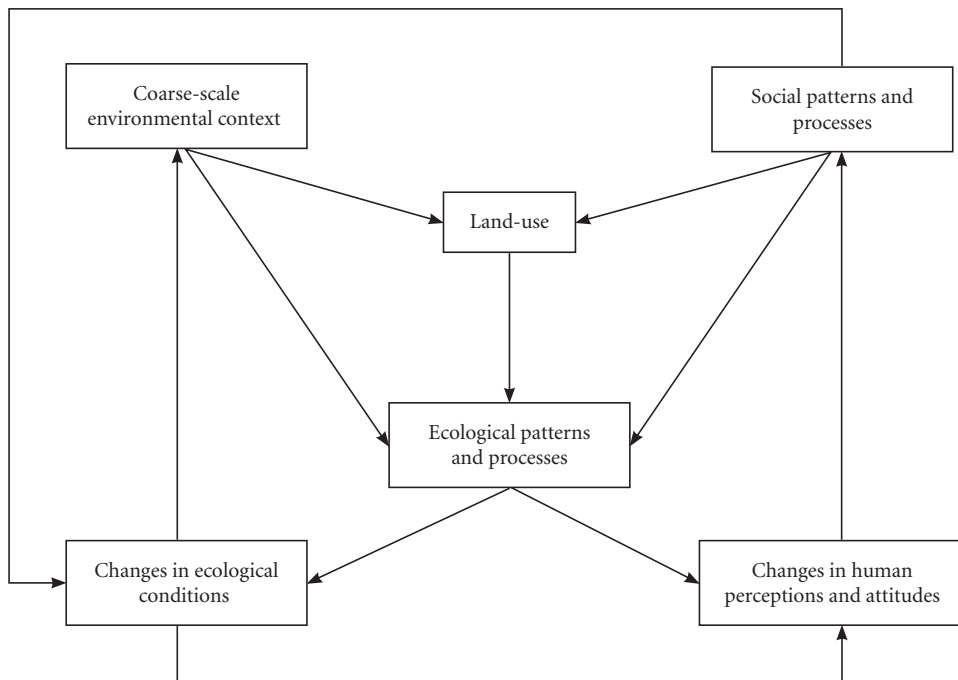 Coarse-scale
environmental context
Social patterns and
processes
Land-use
Ecological patterns
and processes
Changes in ecological
conditions
Changes in human
perceptions and attitudes